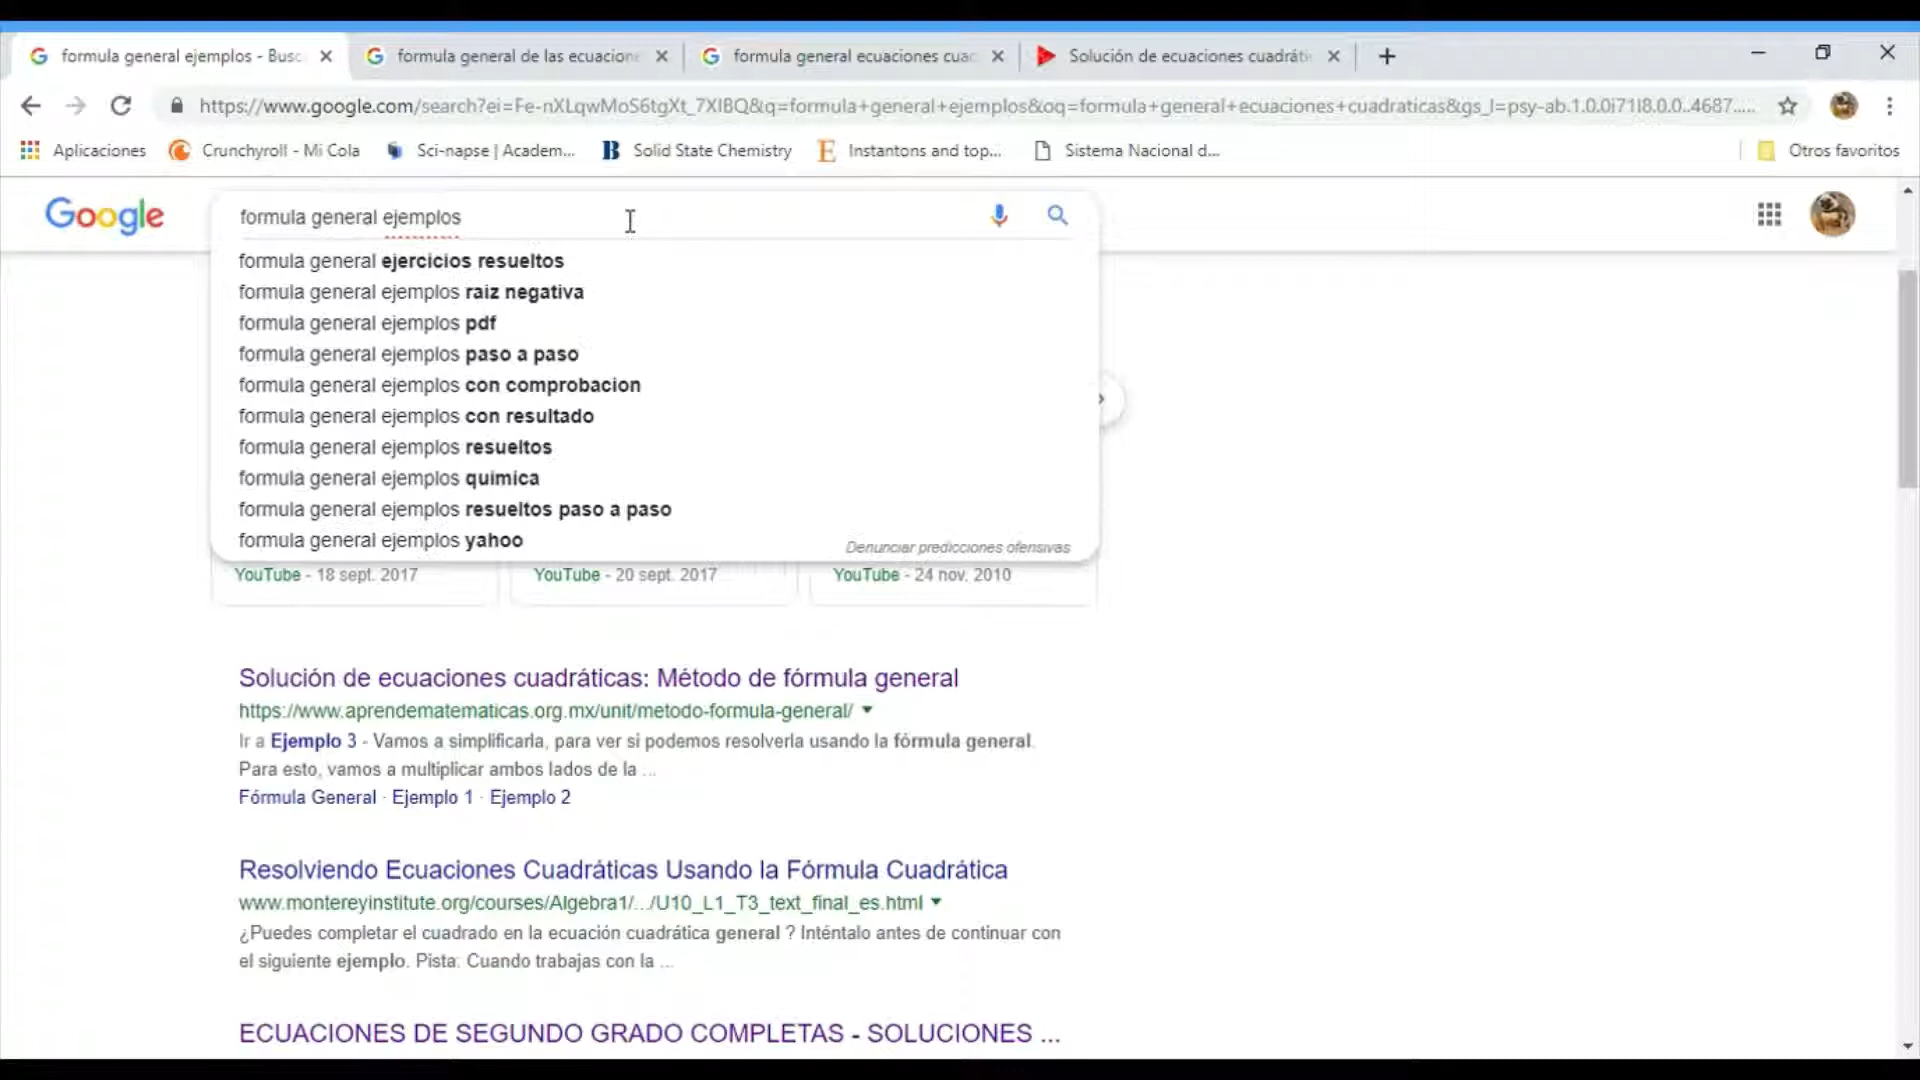 formula general ejemplos - Busc
formula general de las ecuacione
formula general ecuaciones cuac
Solución de ecuaciones cuadráti
https://www.google.com/search?ei=Fe-nXLqwMoS6tgXt_7XIBQ&q=formula+general+ejemplos&oq=formula+general+ecuaciones+cuadraticas&gs_l=psy-ab.1.0.0i71l8.0.0..4687.....
Aplicaciones
Crunchyroll - Mi Cola
Sci-napse | Academ...
Solid State Chemistry
Instantons and top...
Sistema Nacional d...
Otros favoritos
Google
formula general ejemplos
formula general ejercicios resueltos
formula general ejemplos raiz negativa
formula general ejemplos pdf
formula general ejemplos paso a paso
formula general ejemplos con comprobacion
formula general ejemplos con resultado
formula general ejemplos resueltos
formula general ejemplos quimica
formula general ejemplos resueltos paso a paso
formula general ejemplos yahoo
Denunciar predicciones ofensivas
YouTube - 18 sept. 2017
YouTube - 20 sept. 2017
YouTube - 24 nov. 2010
Solución de ecuaciones cuadráticas: Método de fórmula general
https://www.aprendematematicas.org.mx/unit/metodo-formula-general/
Ir a Ejemplo 3 - Vamos a simplificarla, para ver si podemos resolverla usando la fórmula general.
Para esto, vamos a multiplicar ambos lados de la ...
Fórmula General · Ejemplo 1 · Ejemplo 2
Resolviendo Ecuaciones Cuadráticas Usando la Fórmula Cuadrática
www.montereyinstitute.org/courses/Algebra1/.../U10_L1_T3_text_final_es.html
¿Puedes completar el cuadrado en la ecuación cuadrática general ? Inténtalo antes de continuar con
el siguiente ejemplo. Pista: Cuando trabajas con la ...
ECUACIONES DE SEGUNDO GRADO COMPLETAS - SOLUCIONES ...